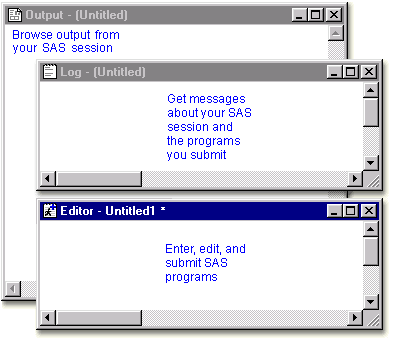 Output - (Untitled)
Browse output from
your SAS session
Log - (Untitled)
Get messages
about your SAS
session and
the programs
you submit
Editor - Untitled1 *
Enter, edit, and
submit SAS
programs